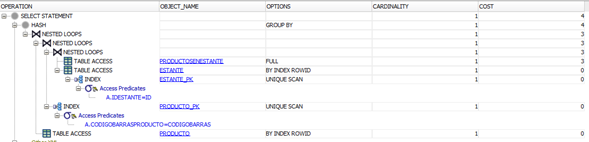 OPERATION OBJECT_NAME OPTIONS CARDINALITY COST
SELECT STATEMENT 1 4
HASH GROUP BY 1 4
NESTED LOOPS 1 3
NESTED LOOPS 1 3
NESTED LOOPS 1 3
TABLE ACCESS PRODUCTOSENESTANTE FULL 1 3
TABLE ACCESS ESTANTE BY INDEX ROWID 1 0
INDEX ESTANTE_PK UNIQUE SCAN 1 0
Access Predicates
A.IDESTANTE=ID
INDEX PRODUCTO_PK UNIQUE SCAN 1 0
Access Predicates
A.CODIGOBARRASPRODUCTO=CODIGOBARRAS
TABLE ACCESS PRODUCTO BY INDEX ROWID 1 0